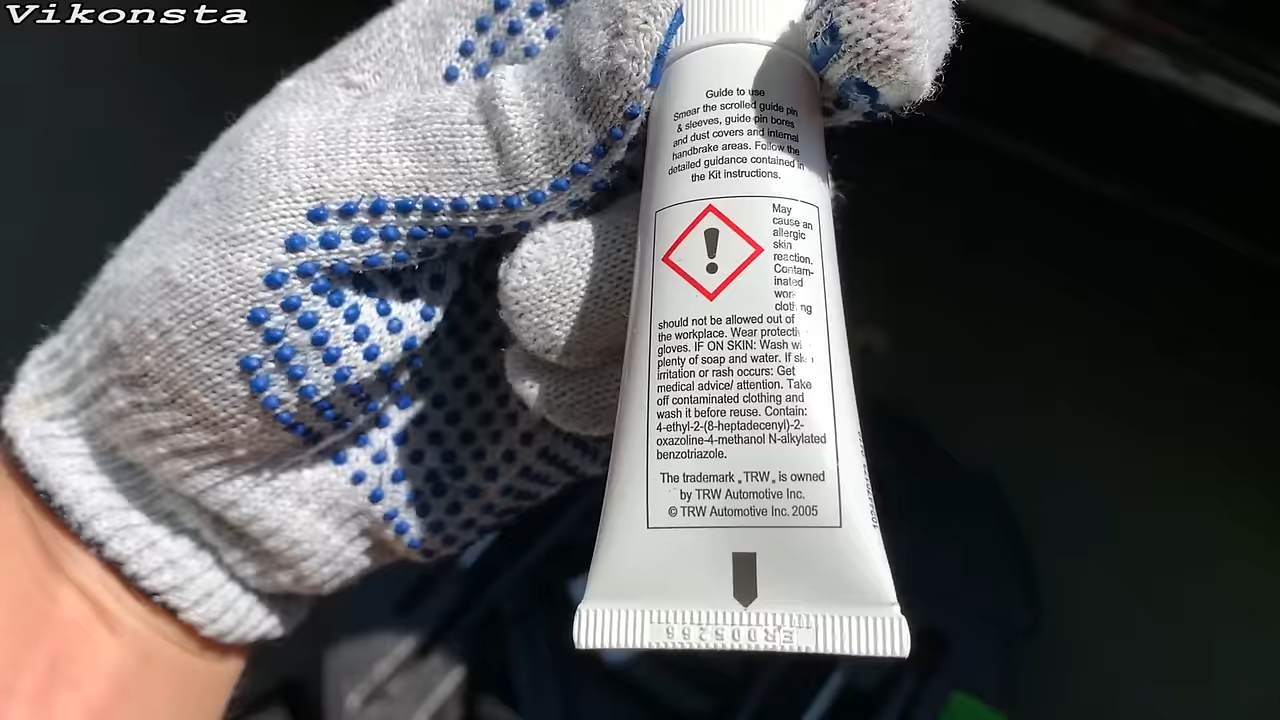 Vikonsta
Guide to use
Smear the scrolled guide pin
& sleeves, guide pin bores
and dust covers and internal
handbrake areas. Follow the
detailed guidance contained in
the Kit instructions.
May
cause an
allergic
skin
reaction.
Contam-
inated
work
clothing
should not be allowed out of
the workplace. Wear protective
gloves. IF ON SKIN: Wash with
plenty of soap and water. If skin
irritation or rash occurs: Get
medical advice/ attention. Take
off contaminated clothing and
wash it before reuse. Contain:
4-ethyl-2-(8-heptadecenyl)-2-
oxazoline-4-methanol N-alkylated
benzotriazole.
The trademark „TRW„ is owned
by TRW Automotive Inc.
© TRW Automotive Inc. 2005